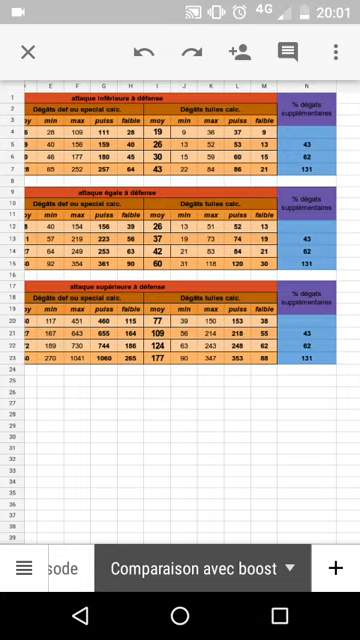 4G 20:01
E F G H I J K L M N
1 attaque inférieure à défense % dégats supplémentaires
2 Dégâts def ou special calc. Dégâts tuiles calc.
3 oy min max puiss faible moy min max puiss faible
4 28 109 111 28 19 9 36 37 9
5 40 156 159 40 26 13 52 53 13 43
6 46 177 180 45 30 15 59 60 15 62
7 65 252 257 64 43 22 84 86 21 131
8
9 attaque égale à défense % dégats supplémentaires
10 Dégâts def ou special calc. Dégâts tuiles calc.
11 oy min max puiss faible moy min max puiss faible
12 40 154 156 39 26 13 51 52 13
13 57 219 223 56 37 19 73 74 19 43
14 64 249 253 63 42 21 83 84 21 62
15 92 354 361 90 60 31 118 120 30 131
16
17 attaque supérieure à défense % dégats supplémentaires
18 Dégâts def ou special calc. Dégâts tuiles calc.
19 oy min max puiss faible moy min max puiss faible
20 117 451 460 115 77 39 150 153 38
21 167 643 655 164 109 56 214 218 55 43
22 189 730 744 186 124 63 243 248 62 62
23 270 1041 1060 265 177 90 347 353 88 131
24
25
26
27
28
29
30
31
32
33
34
35
36
37
38
39
sode Comparaison avec boost